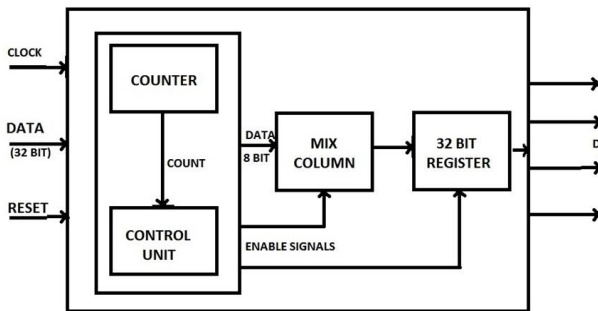 CLOCK
DATA
(32 BIT)
RESET
COUNTER
COUNT
CONTROL
UNIT
DATA
8 BIT
MIX
COLUMN
ENABLE SIGNALS
32 BIT
REGISTER
D